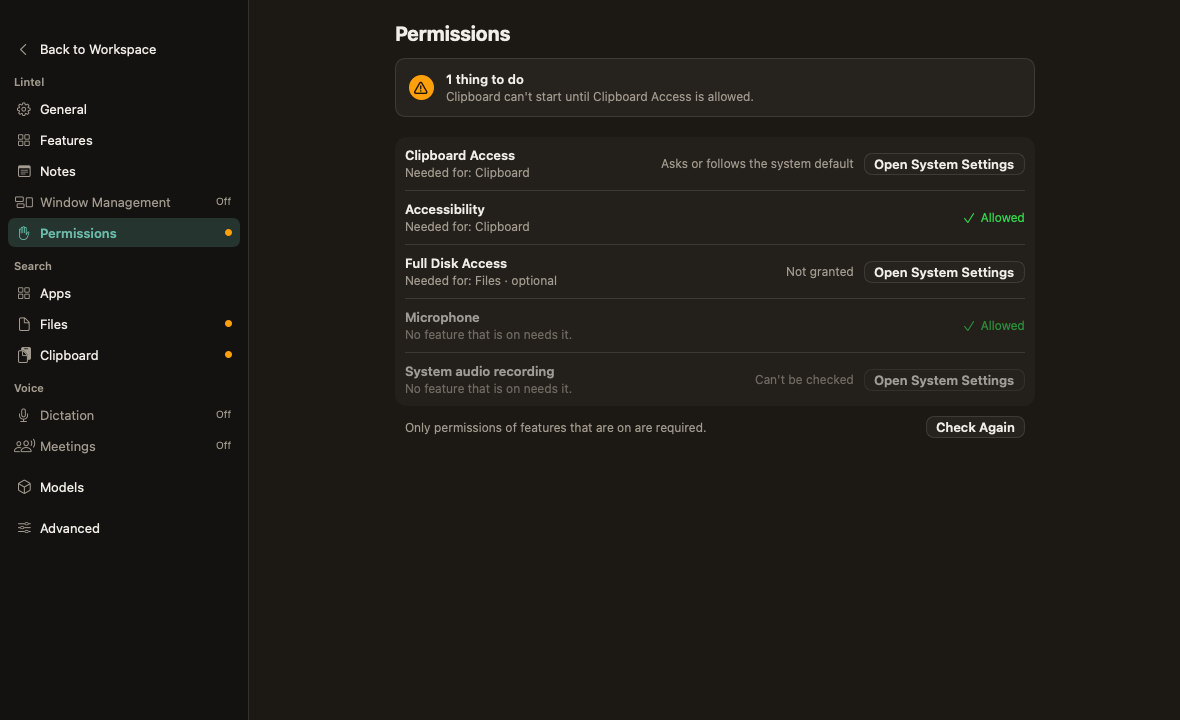 Back to Workspace
Lintel
General
Features
Notes
Window Management Off
Permissions
Search
Apps
Files
Clipboard
Voice
Dictation Off
Meetings Off
Models
Advanced
Permissions
1 thing to do
Clipboard can't start until Clipboard Access is allowed.
Clipboard Access
Needed for: Clipboard
Asks or follows the system default Open System Settings
Accessibility
Needed for: Clipboard
Allowed
Full Disk Access
Needed for: Files · optional
Not granted Open System Settings
Microphone
No feature that is on needs it.
Allowed
System audio recording
No feature that is on needs it.
Can't be checked Open System Settings
Only permissions of features that are on are required. Check Again